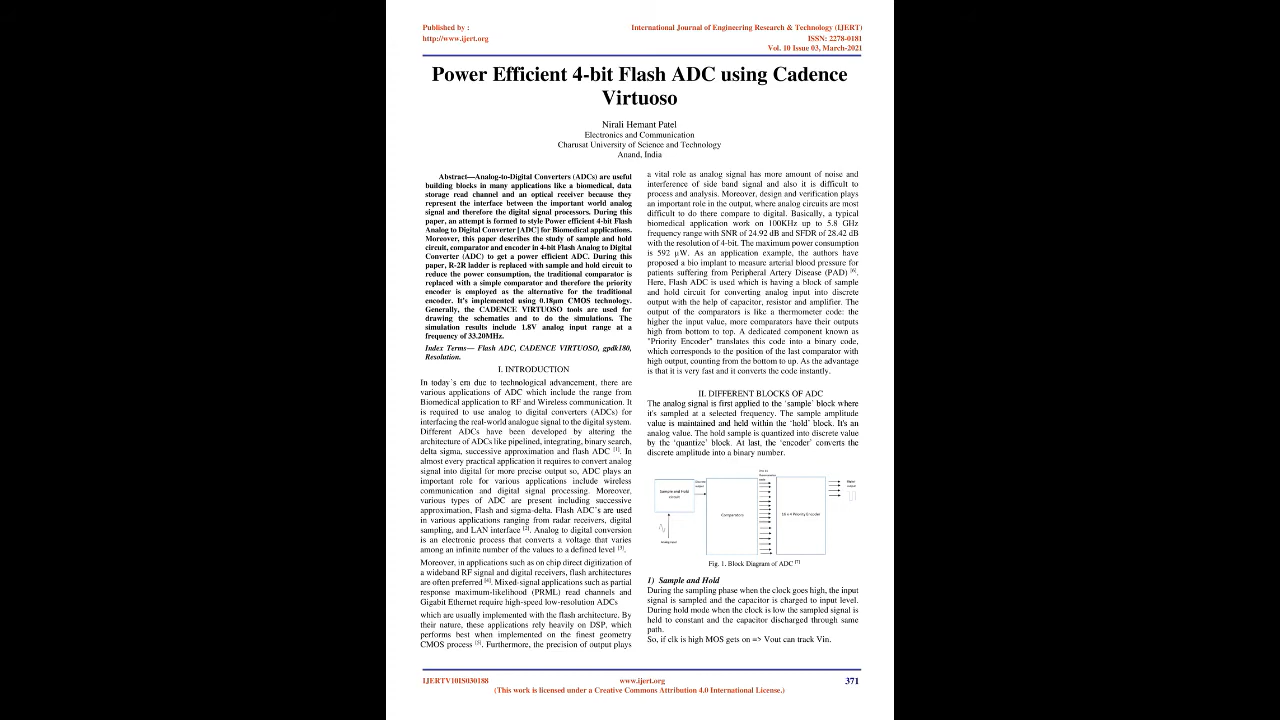 Published by :
http://www.ijert.org
International Journal of Engineering Research & Technology (IJERT)
ISSN: 2278-0181
Vol. 10 Issue 03, March-2021
Power Efficient 4-bit Flash ADC using Cadence
Virtuoso
Nirali Hemant Patel
Electronics and Communication
Charusat University of Science and Technology
Anand, India
Abstract—Analog-to-Digital Converters (ADCs) are useful
building blocks in many applications like a biomedical, data
storage read channel and an optical receiver because they
represent the interface between the important world analog
signal and therefore the digital signal processors. During this
paper, an attempt is formed to style Power efficient 4-bit Flash
Analog to Digital Converter [ADC] for Biomedical applications.
Moreover, this paper describes the study of sample and hold
circuit, comparator and encoder in 4-bit Flash Analog to Digital
Converter (ADC) to get a power efficient ADC. During this
paper, R-2R ladder is replaced with sample and hold circuit to
reduce the power consumption, the traditional comparator is
replaced with a simple comparator and therefore the priority
encoder is employed as the alternative for the traditional
encoder. It's implemented using 0.18μm CMOS technology.
Generally, the CADENCE VIRTUOSO tools are used for
drawing the schematics and to do the simulations. The
simulation results include 1.8V analog input range at a
frequency of 33.20MHz.
Index Terms— Flash ADC, CADENCE VIRTUOSO, gpdk180,
Resolution.
I. INTRODUCTION
In today`s em due to technological advancement, there are
various applications of ADC which include the range from
Biomedical application to RF and Wireless communication. It
is required to use analog to digital converters (ADCs) for
interfacing the real-world analogue signal to the digital system.
Different ADCs have been developed by altering the
architecture of ADCs like pipelined, integrating, binary search,
delta sigma, successive approximation and flash ADC [1]. In
almost every practical application it requires to convert analog
signal into digital for more precise output so, ADC plays an
important role for various applications include wireless
communication and digital signal processing. Moreover,
various types of ADC are present including successive
approximation, Flash and sigma-delta. Flash ADC`s are used
in various applications ranging from radar receivers, digital
sampling, and LAN interface [2]. Analog to digital conversion
is an electronic process that converts a voltage that varies
among an infinite number of the values to a defined level [3].
Moreover, in applications such as on chip direct digitization of
a wideband RF signal and digital receivers, flash architectures
are often preferred [4]. Mixed-signal applications such as partial
response maximum-likelihood (PRML) read channels and
Gigabit Ethernet require high-speed low-resolution ADCs
which are usually implemented with the flash architecture. By
their nature, these applications rely heavily on DSP, which
performs best when implemented on the finest geometry
CMOS process [5]. Furthermore, the precision of output plays
a vital role as analog signal has more amount of noise and
interference of side band signal and also it is difficult to
process and analysis. Moreover, design and verification plays
an important role in the output, where analog circuits are most
difficult to do there compare to digital. Basically, a typical
biomedical application work on 100KHz up to 5.8 GHz
frequency range with SNR of 24.92 dB and SFDR of 28.42 dB
with the resolution of 4-bit. The maximum power consumption
is 592 μW. As an application example, the authors have
proposed a bio implant to measure arterial blood pressure for
patients suffering from Peripheral Artery Disease (PAD) [6].
Here, Flash ADC is used which is having a block of sample
and hold circuit for converting analog input into discrete
output with the help of capacitor, resistor and amplifier. The
output of the comparators is like a thermometer code: the
higher the input value, more comparators have their outputs
high from bottom to top. A dedicated component known as
"Priority Encoder" translates this code into a binary code,
which corresponds to the position of the last comparator with
high output, counting from the bottom to up. As the advantage
is that it is very fast and it converts the code instantly.
II. DIFFERENT BLOCKS OF ADC
The analog signal is first applied to the ‘sample’ block where
it's sampled at a selected frequency. The sample amplitude
value is maintained and held within the ‘hold’ block. It's an
analog value. The hold sample is quantized into discrete value
by the ‘quantize’ block. At last, the ‘encoder’ converts the
discrete amplitude into a binary number.
Sample and Hold
circuit
Analog input
Comparators
16 x 4 Priority Encoder
Digital
output
Fig. 1. Block Diagram of ADC [7]
1) Sample and Hold
During the sampling phase when the clock goes high, the input
signal is sampled and the capacitor is charged to input level.
During hold mode when the clock is low the sampled signal is
held to constant and the capacitor discharged through same
path.
So, if clk is high MOS gets on => Vout can track Vin.
IJERTV10IS030188
www.ijert.org
371
(This work is licensed under a Creative Commons Attribution 4.0 International License.)